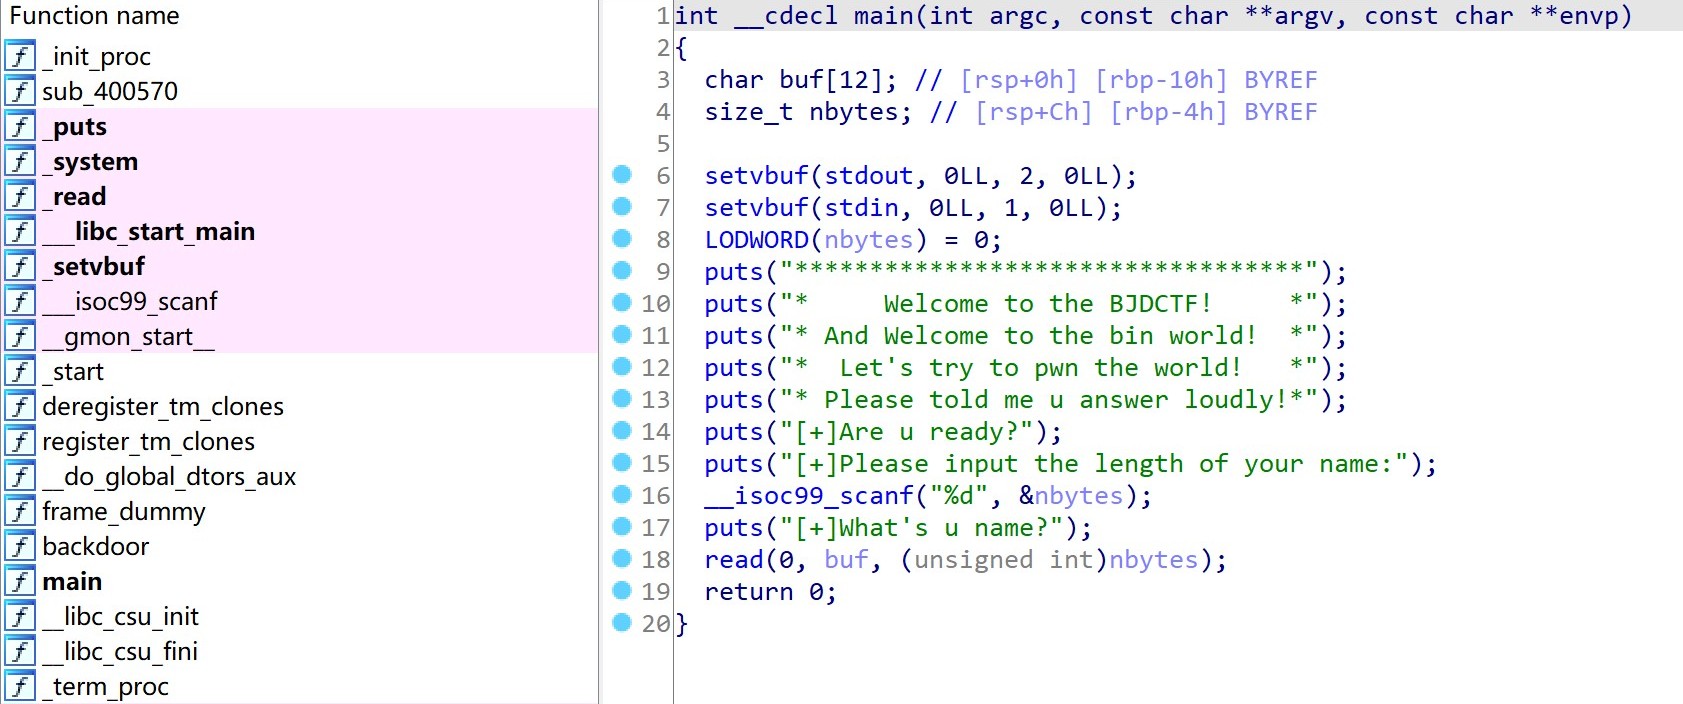 Function name
_init_proc
sub_400570
_puts
_system
_read
___libc_start_main
_setvbuf
___isoc99_scanf
__gmon_start__
_start
deregister_tm_clones
register_tm_clones
__do_global_dtors_aux
frame_dummy
backdoor
main
__libc_csu_init
__libc_csu_fini
_term_proc
1 int __cdecl main(int argc, const char **argv, const char **envp)
2 {
3   char buf[12]; // [rsp+0h] [rbp-10h] BYREF
4   size_t nbytes; // [rsp+Ch] [rbp-4h] BYREF
5
6   setvbuf(stdout, 0LL, 2, 0LL);
7   setvbuf(stdin, 0LL, 1, 0LL);
8   LODWORD(nbytes) = 0;
9   puts("**********************************");
10   puts("*     Welcome to the BJDCTF!     *");
11   puts("* And Welcome to the bin world!  *");
12   puts("*  Let's try to pwn the world!   *");
13   puts("* Please told me u answer loudly!*");
14   puts("[+]Are u ready?");
15   puts("[+]Please input the length of your name:");
16   __isoc99_scanf("%d", &nbytes);
17   puts("[+]What's u name?");
18   read(0, buf, (unsigned int)nbytes);
19   return 0;
20 }